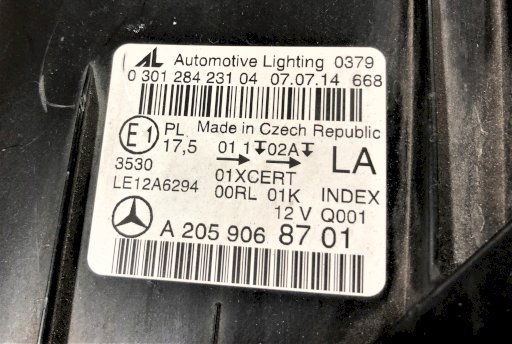 AL Automotive Lighting 0379
0 301 284 231 04 07.07.14 668
E1 PL 17,5 Made in Czech Republic
01 1 02A LA
3530 01XCERT
LE12A6294 00RL 01K INDEX
12 V Q001
A 205 906 87 01